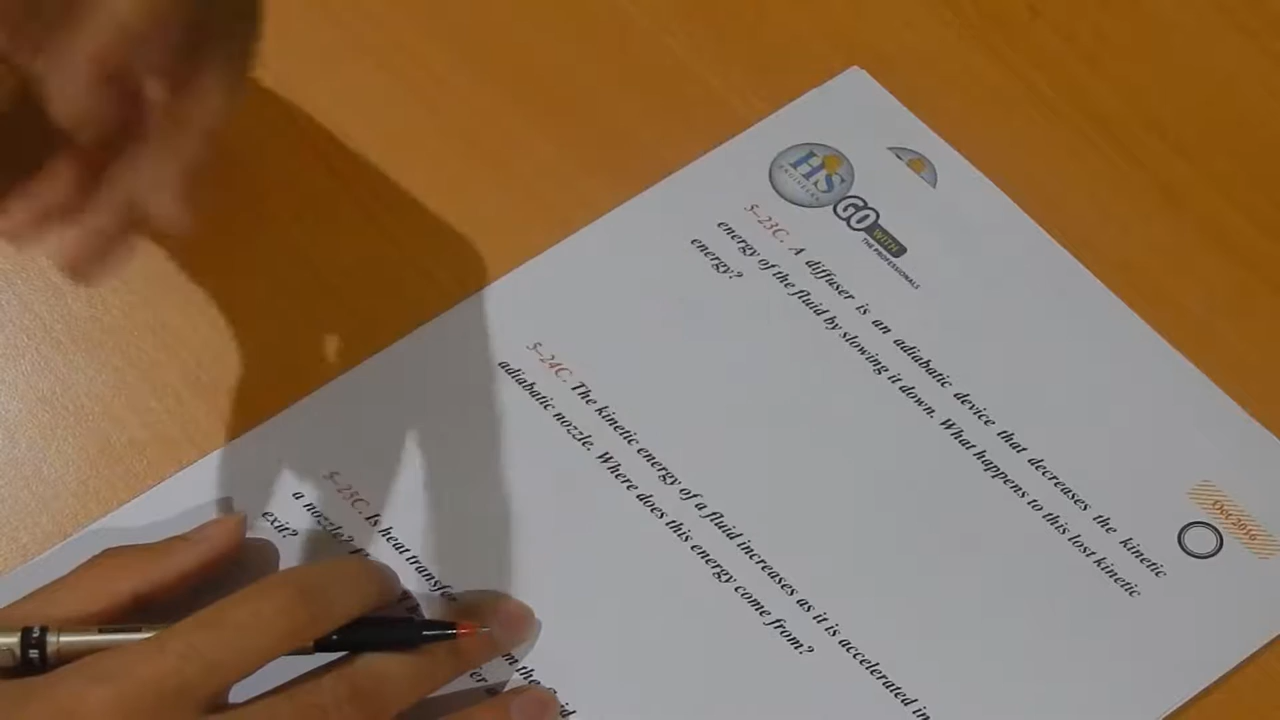 HS
ENGINEERS
GO WITH
THE PROFESSIONALS
5–23C. A diffuser is an adiabatic device that decreases the kinetic
energy of the fluid by slowing it down. What happens to this lost kinetic
energy?
Oct.2016
5–24C. The kinetic energy of a fluid increases as it is accelerated in
adiabatic nozzle. Where does this energy come from?
5–25C. Is heat transfer
a nozzle?
exit?